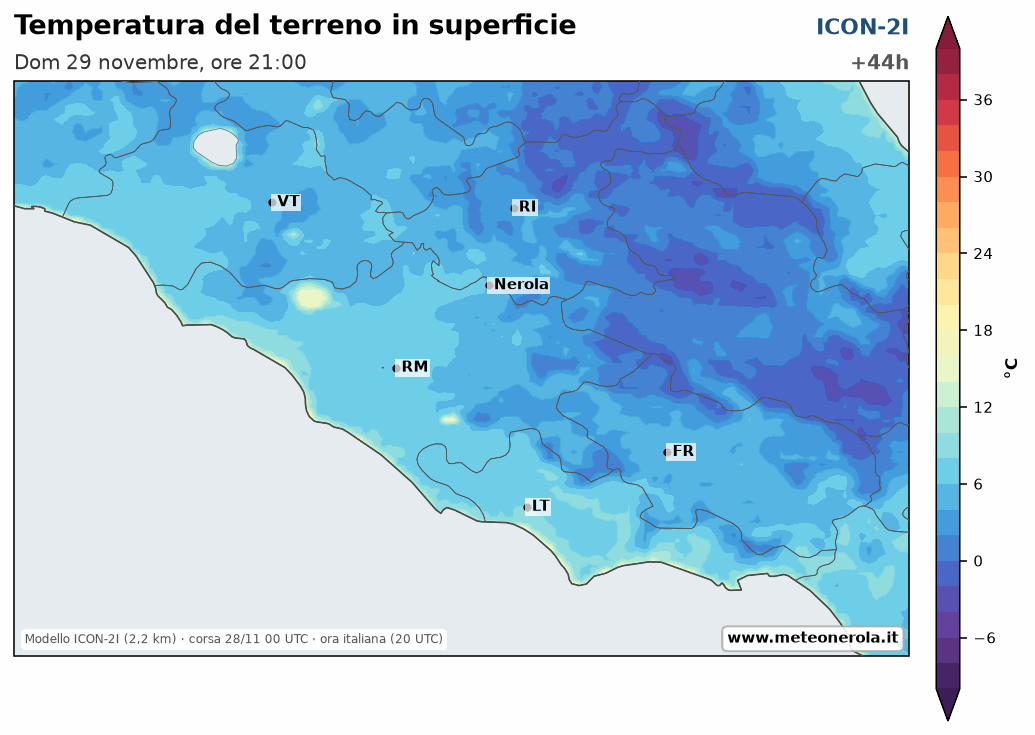 Temperatura del terreno in superficie
ICON-2I
Dom 29 novembre, ore 21:00
+44h
36
30
24
18
12
6
0
−6
°C
VT
RI
Nerola
RM
FR
LT
Modello ICON-2I (2,2 km) · corsa 28/11 00 UTC · ora italiana (20 UTC)
www.meteonerola.it